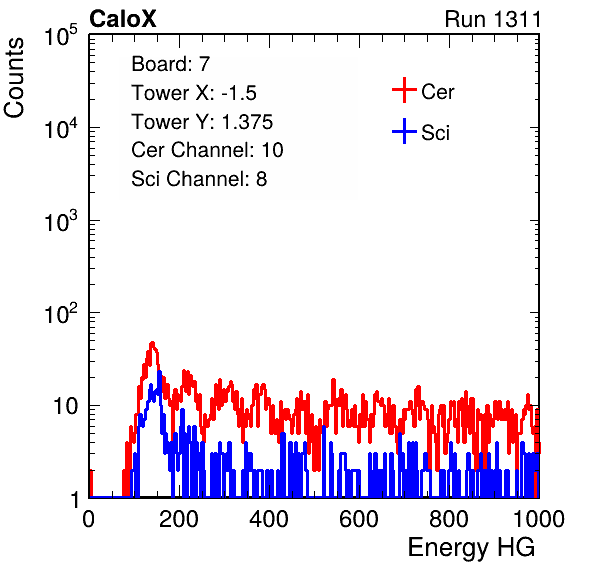 CaloX Run 1311
Counts
10^5
10^4
10^3
10^2
10
1
Board: 7
Tower X: -1.5
Tower Y: 1.375
Cer Channel: 10
Sci Channel: 8
Cer
Sci
0 200 400 600 800 1000
Energy HG